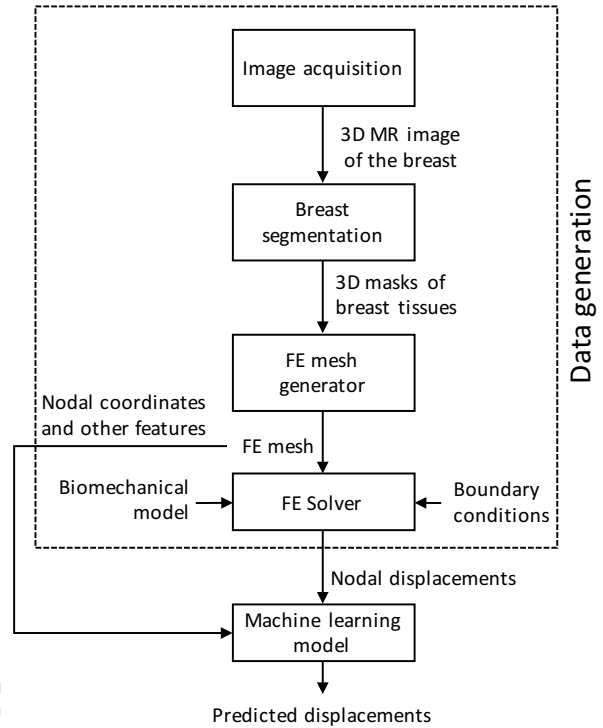 Image acquisition
3D MR image
of the breast
Breast
segmentation
3D masks of
breast tissues
Data generation
FE mesh
generator
Nodal coordinates
and other features
FE mesh
Biomechanical
model
FE Solver
Boundary
conditions
Nodal displacements
Machine learning
model
Predicted displacements